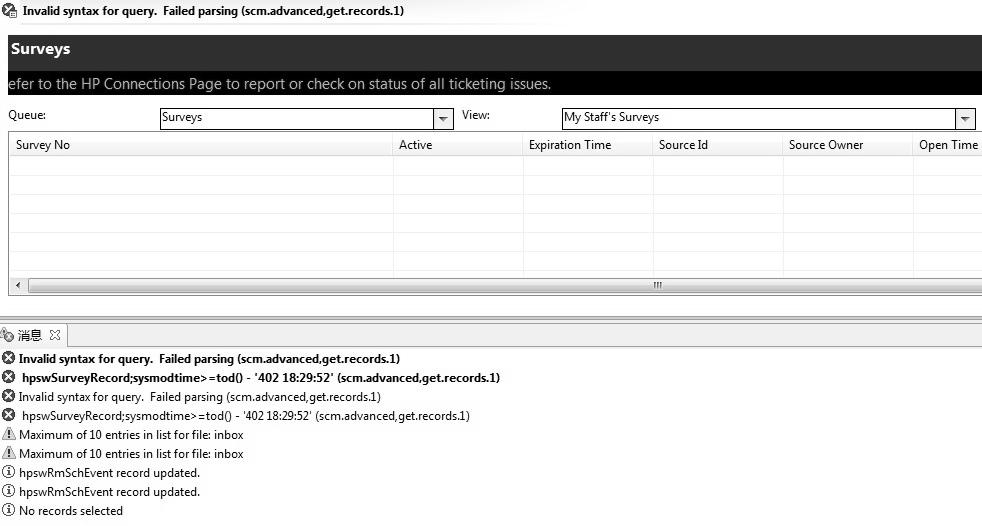 Invalid syntax for query.  Failed parsing (scm.advanced,get.records.1)
Surveys
efer to the HP Connections Page to report or check on status of all ticketing issues.
Queue: Surveys View: My Staff's Surveys
Survey No Active Expiration Time Source Id Source Owner Open Time
消息
Invalid syntax for query.  Failed parsing (scm.advanced,get.records.1)
hpswSurveyRecord;sysmodtime>=tod() - '402 18:29:52' (scm.advanced,get.records.1)
Invalid syntax for query.  Failed parsing (scm.advanced,get.records.1)
hpswSurveyRecord;sysmodtime>=tod() - '402 18:29:52' (scm.advanced,get.records.1)
Maximum of 10 entries in list for file: inbox
Maximum of 10 entries in list for file: inbox
hpswRmSchEvent record updated.
hpswRmSchEvent record updated.
No records selected